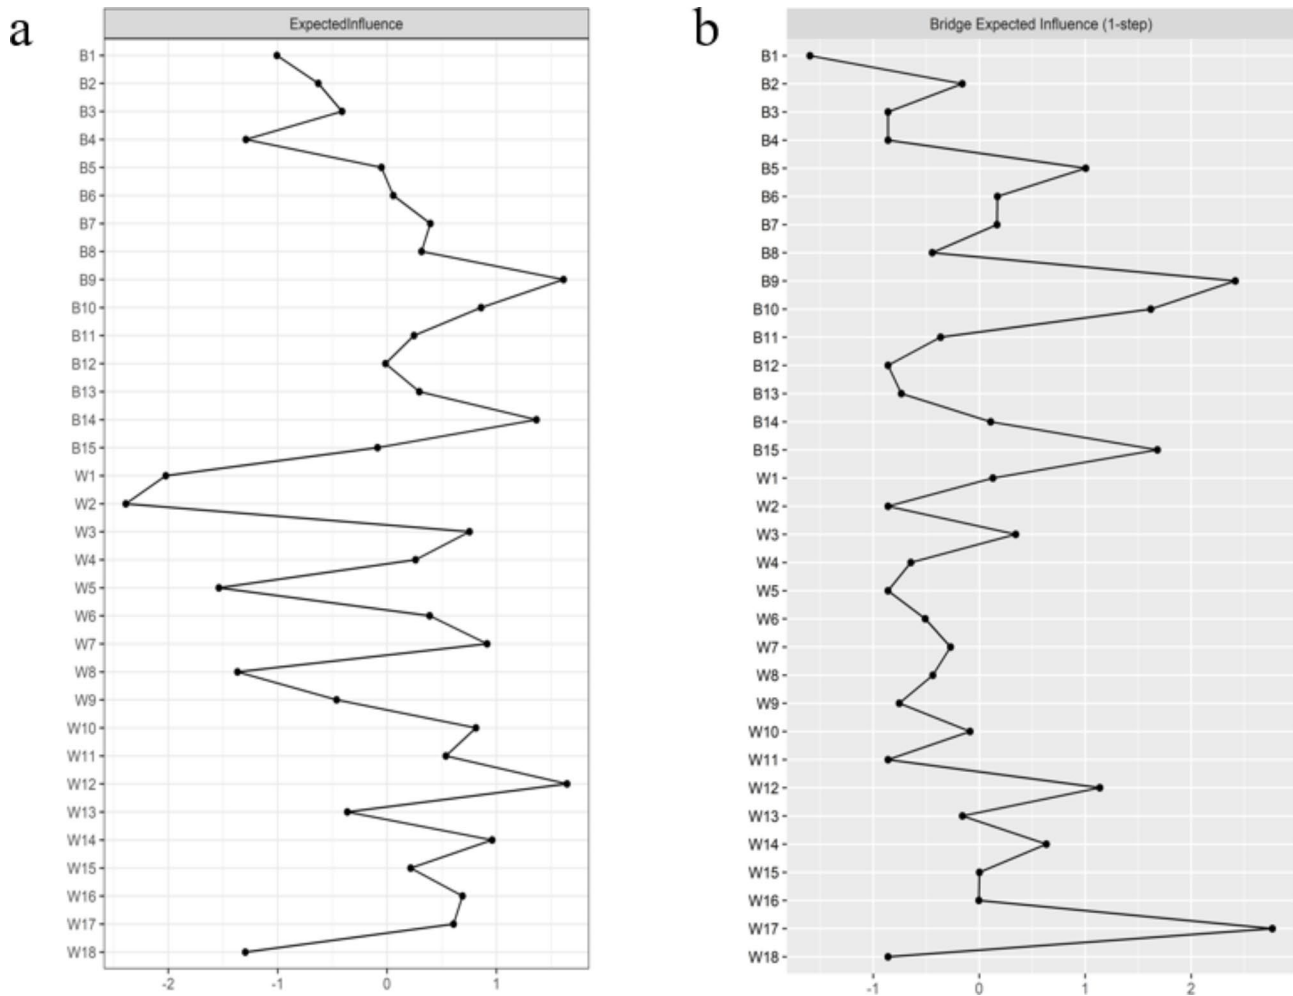 a
ExpectedInfluence
B1
B2
B3
B4
B5
B6
B7
B8
B9
B10
B11
B12
B13
B14
B15
W1
W2
W3
W4
W5
W6
W7
W8
W9
W10
W11
W12
W13
W14
W15
W16
W17
W18
-2 -1 0 1
b
Bridge Expected Influence (1-step)
B1
B2
B3
B4
B5
B6
B7
B8
B9
B10
B11
B12
B13
B14
B15
W1
W2
W3
W4
W5
W6
W7
W8
W9
W10
W11
W12
W13
W14
W15
W16
W17
W18
-1 0 1 2